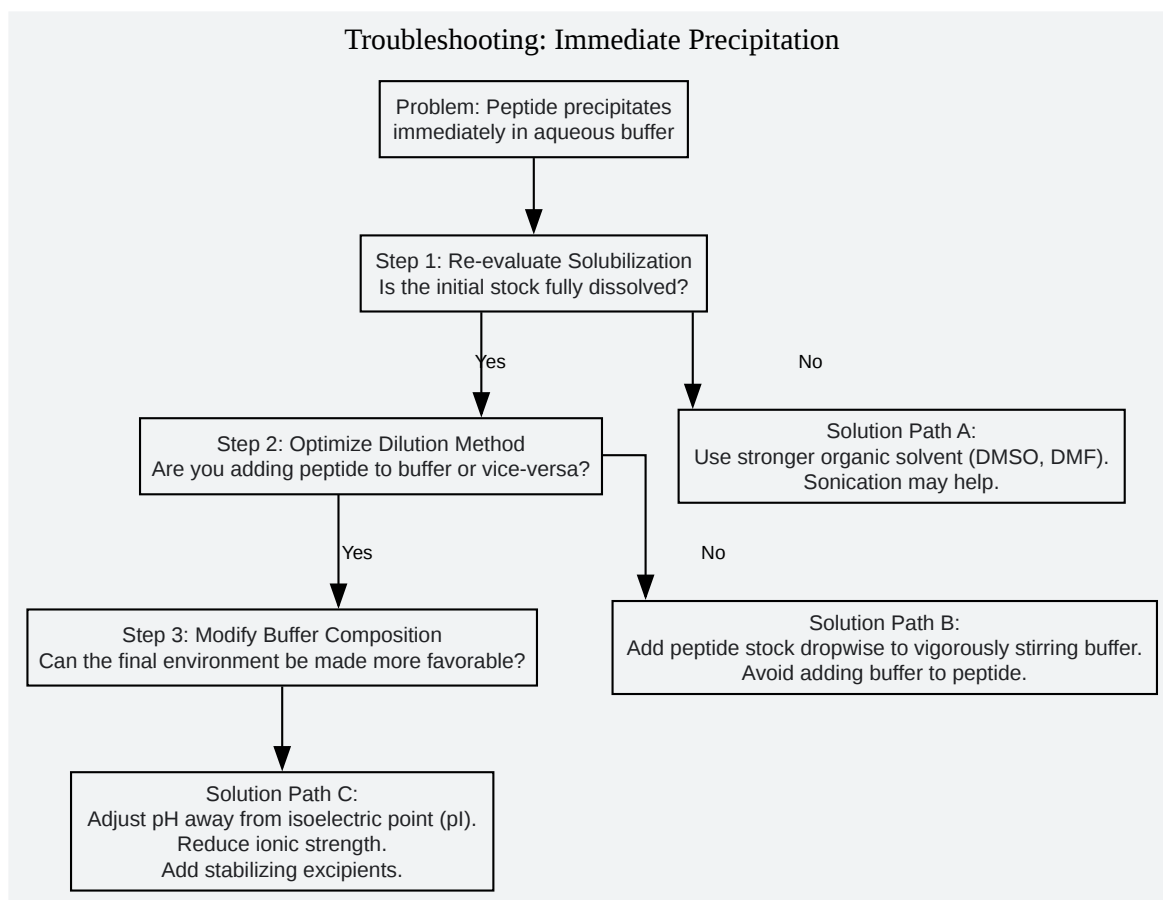 Troubleshooting: Immediate Precipitation
Problem: Peptide precipitates
immediately in aqueous buffer
Step 1: Re-evaluate Solubilization
Is the initial stock fully dissolved?
Yes
No
Step 2: Optimize Dilution Method
Are you adding peptide to buffer or vice-versa?
Solution Path A:
Use stronger organic solvent (DMSO, DMF).
Sonication may help.
Yes
No
Step 3: Modify Buffer Composition
Can the final environment be made more favorable?
Solution Path B:
Add peptide stock dropwise to vigorously stirring buffer.
Avoid adding buffer to peptide.
Solution Path C:
Adjust pH away from isoelectric point (pI).
Reduce ionic strength.
Add stabilizing excipients.